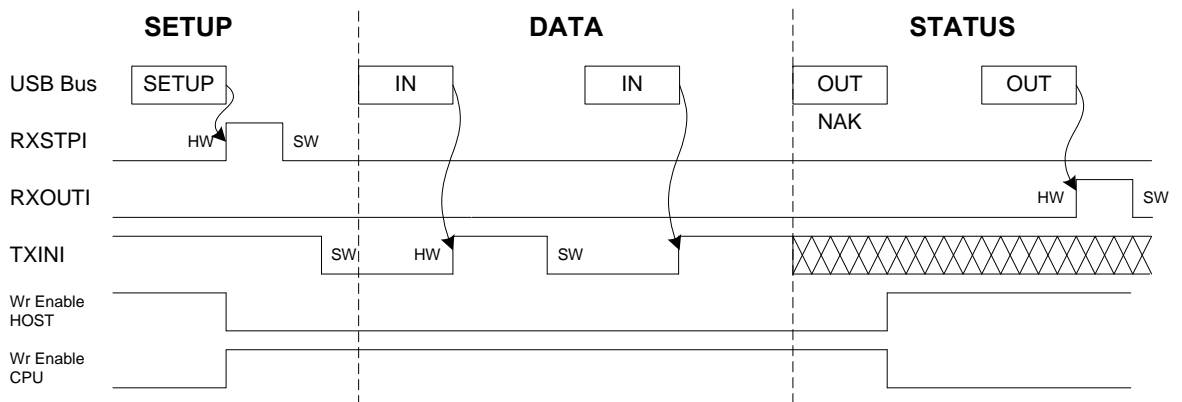 SETUP DATA STATUS
USB Bus SETUP IN IN OUT OUT
NAK
RXSTPI HW SW
RXOUTI HW SW
TXINI SW HW SW
Wr Enable
HOST
Wr Enable
CPU